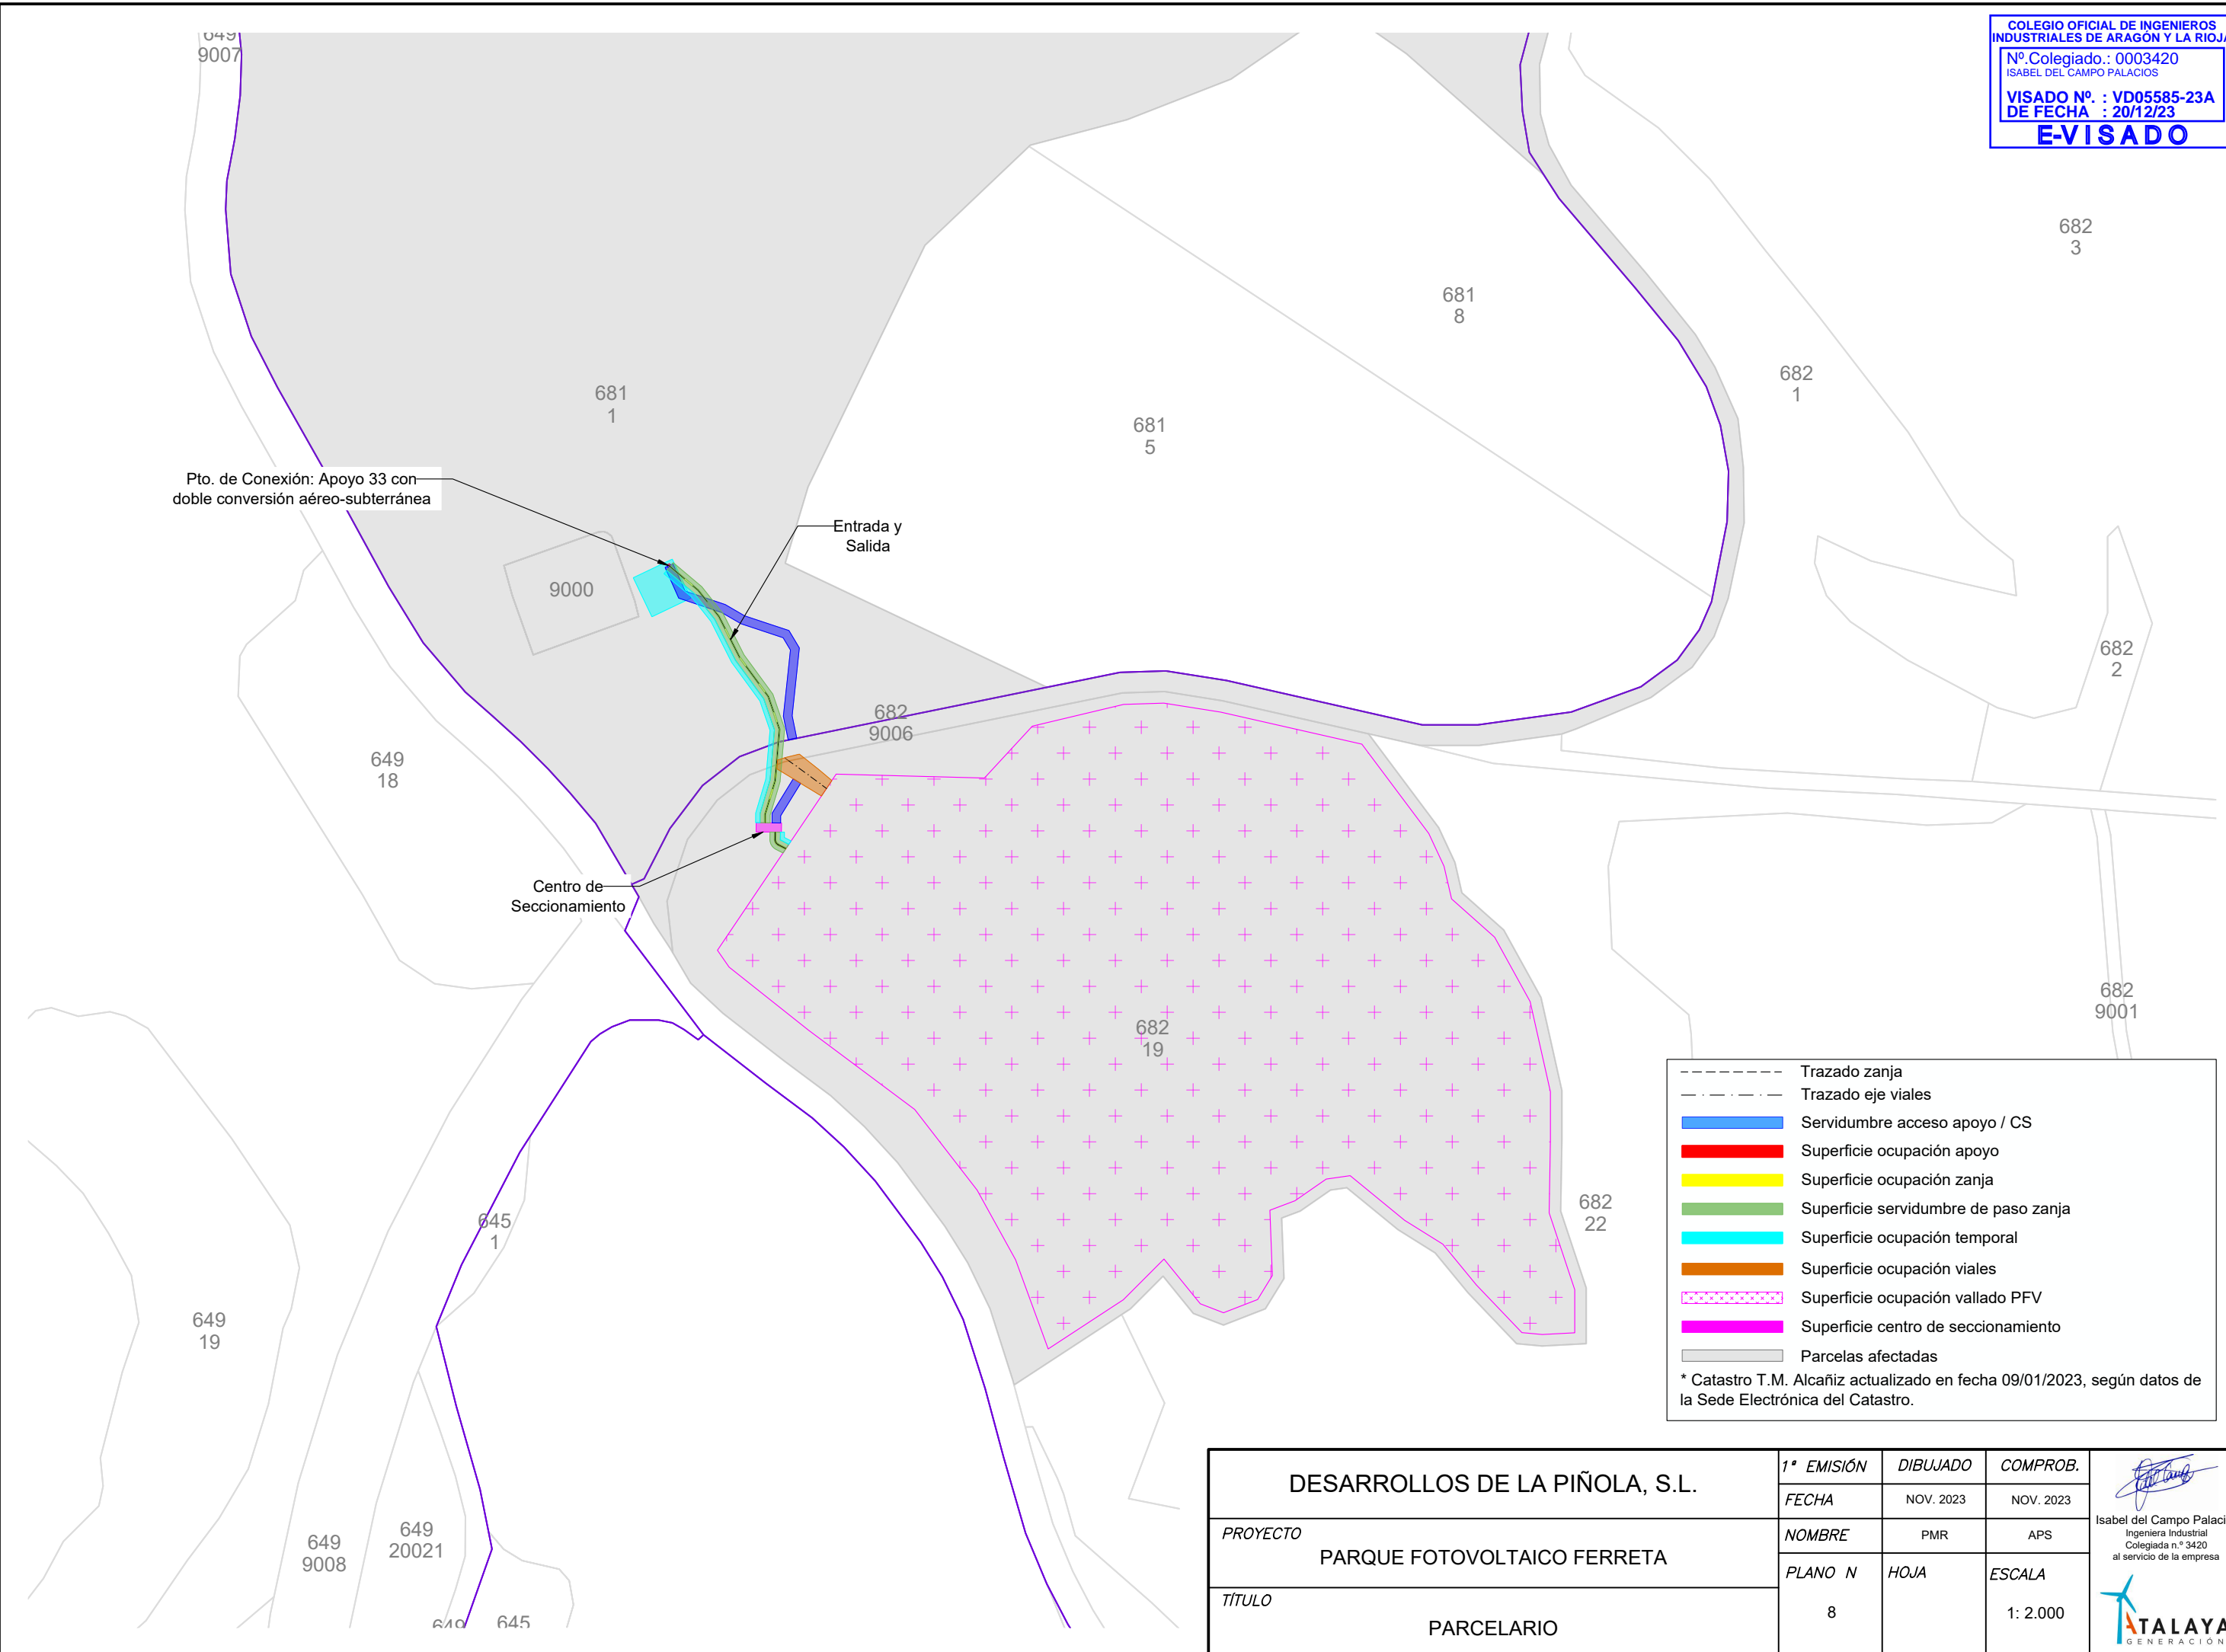 COLEGIO OFICIAL DE INGENIEROS
INDUSTRIALES DE ARAGÓN Y LA RIOJA
Nº.Colegiado.: 0003420
ISABEL DEL CAMPO PALACIOS
VISADO Nº. : VD05585-23A
DE FECHA : 20/12/23
E-VISADO
649
9007
682
3
681
8
682
1
681
1
681
5
Pto. de Conexión: Apoyo 33 con
doble conversión aéreo-subterránea
Entrada y
Salida
9000
682
2
682
9006
649
18
Centro de
Seccionamiento
682
9001
682
19
682
22
645
1
649
19
649
9008
649
20021
649
645
Trazado zanja
Trazado eje viales
Servidumbre acceso apoyo / CS
Superficie ocupación apoyo
Superficie ocupación zanja
Superficie servidumbre de paso zanja
Superficie ocupación temporal
Superficie ocupación viales
Superficie ocupación vallado PFV
Superficie centro de seccionamiento
Parcelas afectadas
* Catastro T.M. Alcañiz actualizado en fecha 09/01/2023, según datos de
la Sede Electrónica del Catastro.
DESARROLLOS DE LA PIÑOLA, S.L.
PROYECTO
PARQUE FOTOVOLTAICO FERRETA
TÍTULO
PARCELARIO
1ª EMISIÓN DIBUJADO COMPROB.
FECHA NOV. 2023 NOV. 2023
NOMBRE PMR APS
PLANO N HOJA ESCALA
8 1: 2.000
Isabel del Campo Palaci
Ingeniera Industrial
Colegiada n.º 3420
al servicio de la empresa
ATALAYA
GENERACIÓN